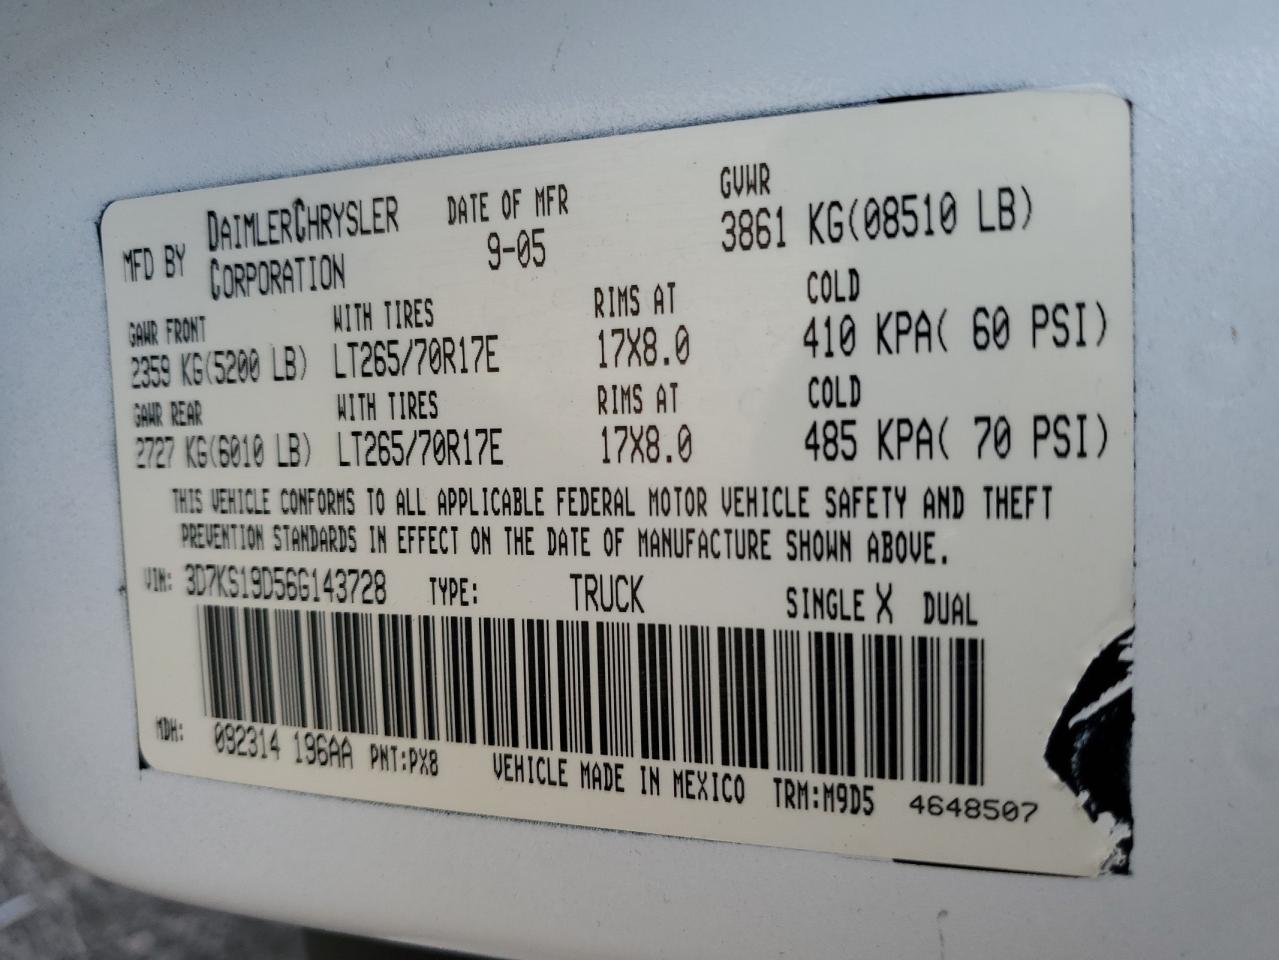 MFD BY DAIMLERCHRYSLER CORPORATION
DATE OF MFR 9-05
GVWR 3861 KG(08510 LB)
GAWR FRONT WITH TIRES RIMS AT COLD
2359 KG(5200 LB) LT265/70R17E 17X8.0 410 KPA( 60 PSI)
GAWR REAR WITH TIRES RIMS AT COLD
2727 KG(6010 LB) LT265/70R17E 17X8.0 485 KPA( 70 PSI)
THIS VEHICLE CONFORMS TO ALL APPLICABLE FEDERAL MOTOR VEHICLE SAFETY AND THEFT
PREVENTION STANDARDS IN EFFECT ON THE DATE OF MANUFACTURE SHOWN ABOVE.
VIN: 3D7KS19D56G143728 TYPE: TRUCK SINGLE X DUAL
MDH: 092314 196AA PNT:PX8 VEHICLE MADE IN MEXICO TRM:M9D5 4648507